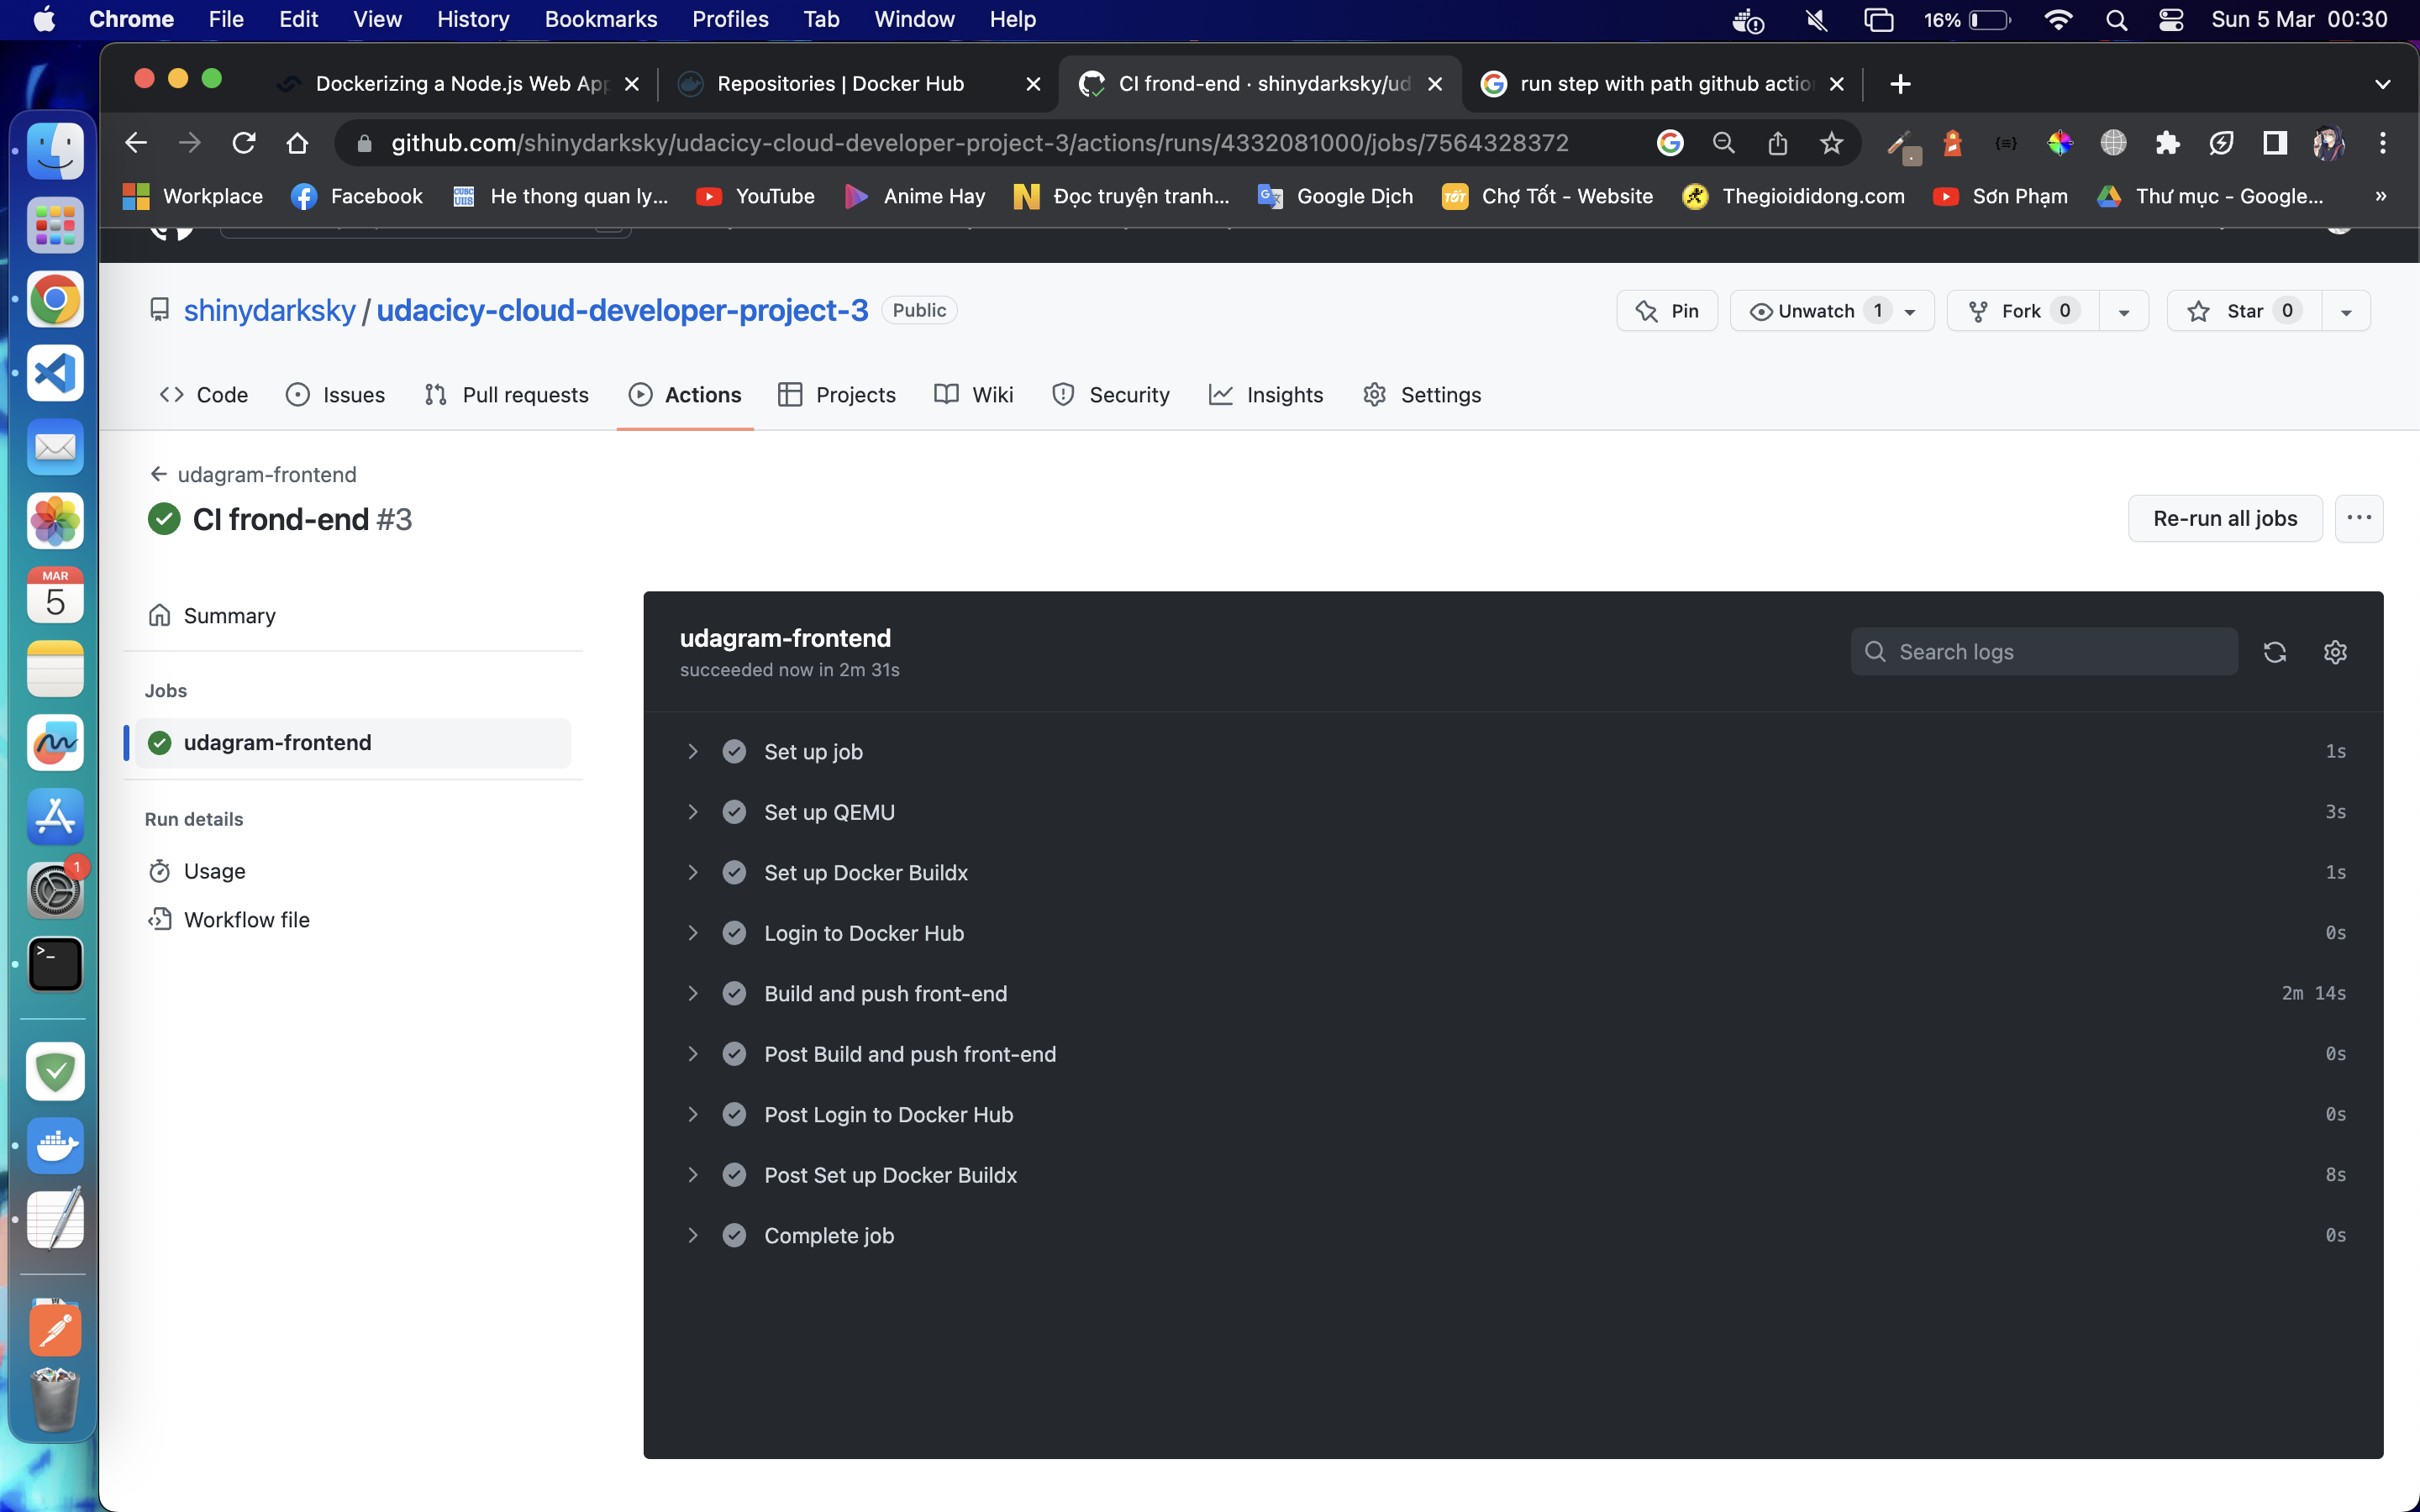 Chrome File Edit View History Bookmarks Profiles Tab Window Help 16% Sun 5 Mar 00:30
Dockerizing a Node.js Web App Repositories | Docker Hub CI frond-end · shinydarksky/ud run step with path github actio
github.com/shinydarksky/udacicy-cloud-developer-project-3/actions/runs/4332081000/jobs/7564328372
Workplace Facebook CUSC UIIS He thong quan ly... YouTube Anime Hay Đọc truyện tranh... Google Dịch TỐT Chợ Tốt - Website Thegioididong.com Sơn Phạm Thư mục - Google... »
shinydarksky / udacicy-cloud-developer-project-3 Public Pin Unwatch 1 Fork 0 Star 0
Code Issues Pull requests Actions Projects Wiki Security Insights Settings
udagram-frontend
CI frond-end #3
Re-run all jobs
Summary
Jobs
udagram-frontend
Run details
Usage
Workflow file
udagram-frontend
succeeded now in 2m 31s
Search logs
Set up job 1s
Set up QEMU 3s
Set up Docker Buildx 1s
Login to Docker Hub 0s
Build and push front-end 2m 14s
Post Build and push front-end 0s
Post Login to Docker Hub 0s
Post Set up Docker Buildx 8s
Complete job 0s
MAR
5
1